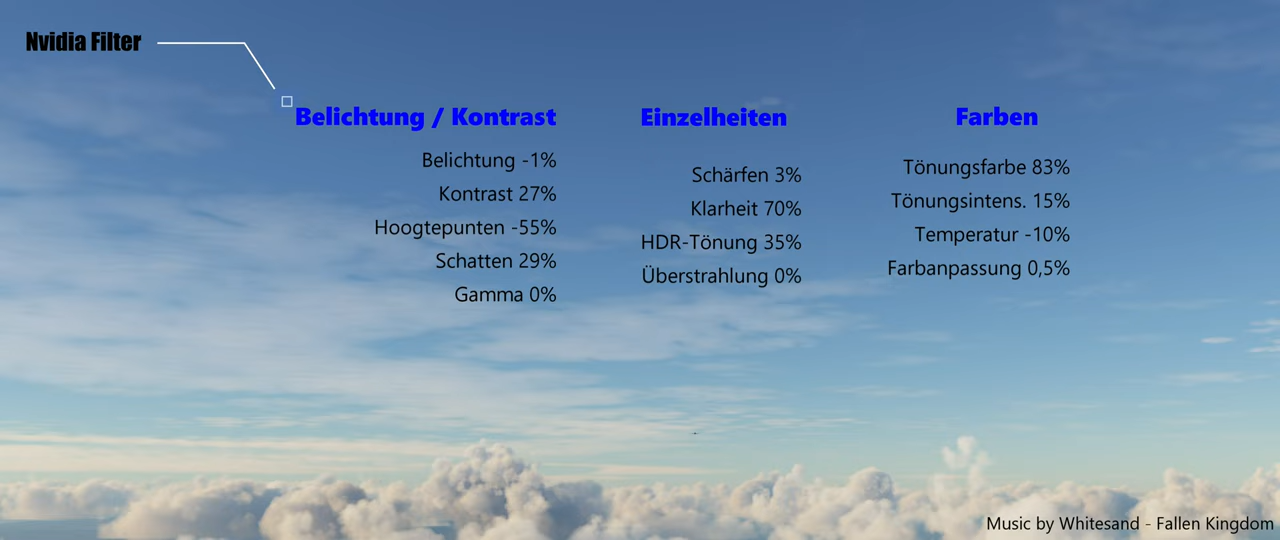 Nvidia Filter
Belichtung / Kontrast
Belichtung -1%
Kontrast 27%
Hoogtepunten -55%
Schatten 29%
Gamma 0%
Einzelheiten
Schärfen 3%
Klarheit 70%
HDR-Tönung 35%
Überstrahlung 0%
Farben
Tönungsfarbe 83%
Tönungsintens. 15%
Temperatur -10%
Farbanpassung 0,5%
Music by Whitesand - Fallen Kingdom